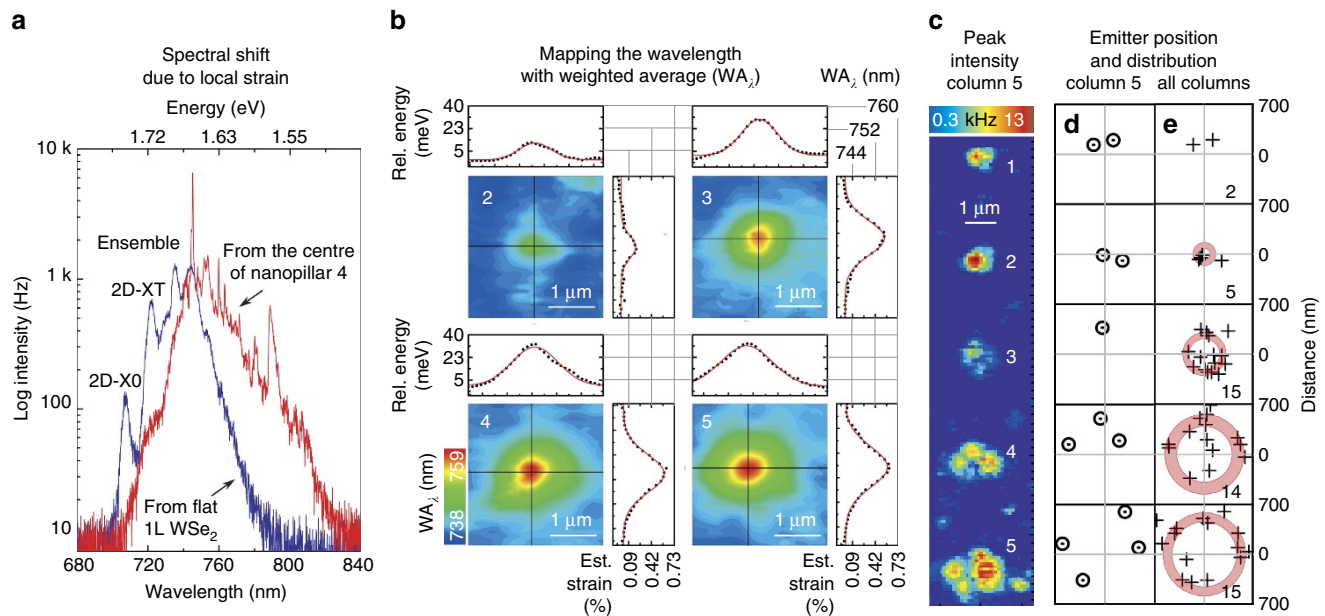 a
Spectral shift
due to local strain
Energy (eV)
1.72 1.63 1.55
10 k
1 k
100
10
Log intensity (Hz)
Ensemble
2D-XT
2D-X0
From the centre
of nanopillar 4
From flat
1L WSe2
680 720 760 800 840
Wavelength (nm)
b
Mapping the wavelength
with weighted average (WAλ)
WAλ (nm)
760
752
744
Rel. energy
(meV)
40
23
5
2
1 μm
3
1 μm
Rel. energy
(meV)
40
23
5
4
1 μm
5
1 μm
WAλ (nm)
738 759
Est.
strain
(%)
0.09
0.42
0.73
Est.
strain
(%)
0.09
0.42
0.73
c
Peak
intensity
column 5
0.3 kHz 13
1
1 μm
2
3
4
5
Emitter position
and distribution
column 5 all columns
d
e
700
0
2
700
0
5
700
0
15
700
0
14
700
0
15
700
Distance (nm)